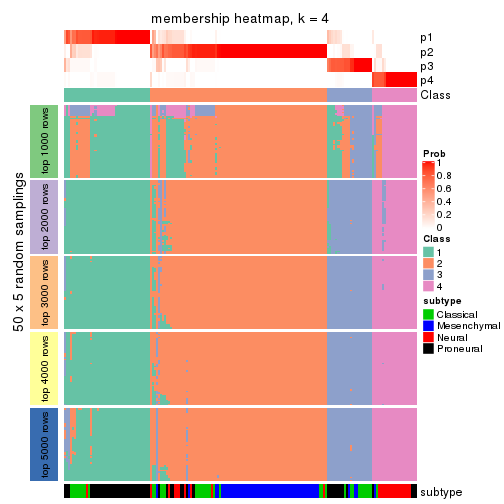 membership heatmap, k = 4
p1
p2
p3
p4
Class
50 x 5 random samplings
top 1000 rows
top 2000 rows
top 3000 rows
top 4000 rows
top 5000 rows
subtype
Prob
1
0.8
0.6
0.4
0.2
0
Class
1
2
3
4
subtype
Classical
Mesenchymal
Neural
Proneural